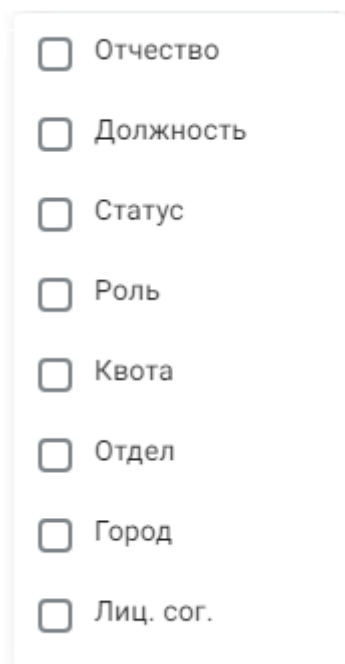 Отчество
Должность
Статус
Роль
Квота
Отдел
Город
Лиц. сог.